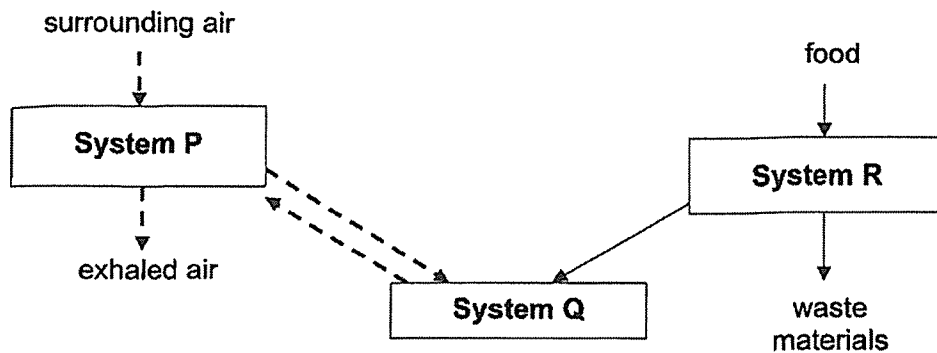 surrounding air
food
System P
System R
exhaled air
System Q
waste
materials